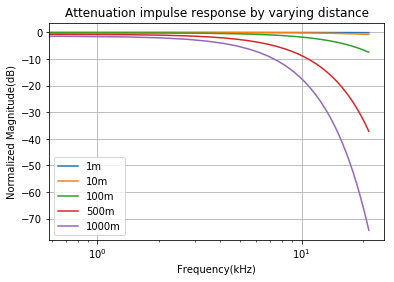 Attenuation impulse response by varying distance
Normalized Magnitude(dB)
0
−10
−20
−30
−40
−50
−60
−70
1m
10m
100m
500m
1000m
10⁰
10¹
Frequency(kHz)